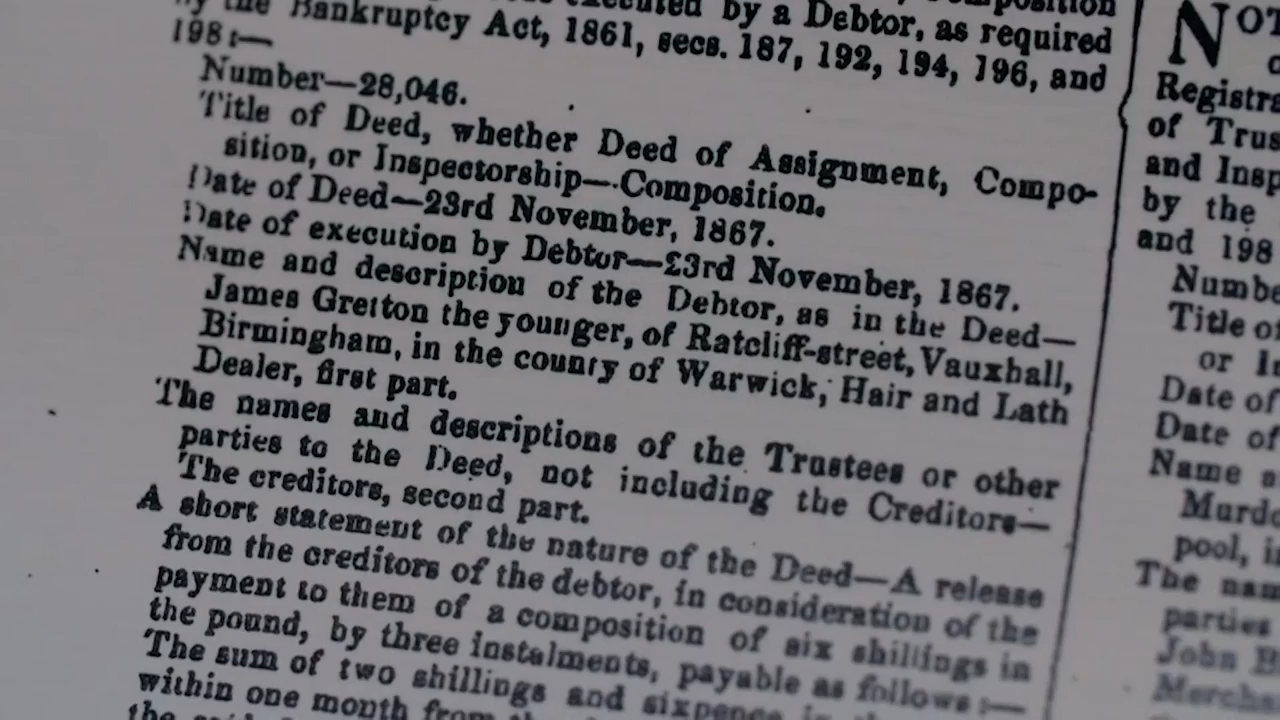 by a Debtor, as required
Bankruptcy Act, 1861, secs. 187, 192, 194, 196, and
198:—
Number—28,046.
Title of Deed, whether Deed of Assignment, Compo-
sition, or Inspectorship—Composition.
Date of Deed—23rd November, 1867.
Date of execution by Debtor—23rd November, 1867.
Name and description of the Debtor, as in the Deed—
James Gretton the younger, of Ratcliff-street, Vauxhall,
Birmingham, in the county of Warwick, Hair and Lath
Dealer, first part.
The names and descriptions of the Trustees or other
parties to the Deed, not including the Creditors—
The creditors, second part.
A short statement of the nature of the Deed—A release
from the creditors of the debtor, in consideration of the
payment to them of a composition of six shillings in
the pound, by three instalments, payable as follows:—
The sum of two shillings and sixpence in
within one month from
the
NOT
Registra
of Trus
and Insp
by the
and 198
Numbe
Title of
or In
Date of
Date of
Name a
Murdo
pool, i
The nam
parties
John B
Mercha